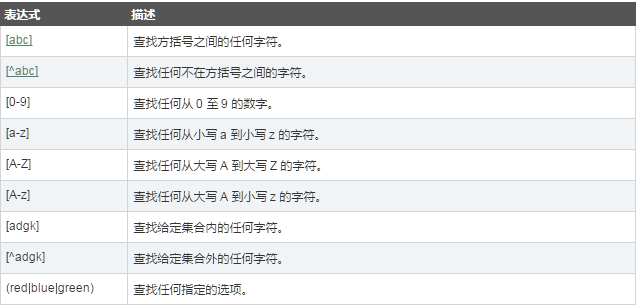 表达式 描述
[abc] 查找方括号之间的任何字符。
[^abc] 查找任何不在方括号之间的字符。
[0-9] 查找任何从 0 至 9 的数字。
[a-z] 查找任何从小写 a 到小写 z 的字符。
[A-Z] 查找任何从大写 A 到大写 Z 的字符。
[A-z] 查找任何从大写 A 到小写 z 的字符。
[adgk] 查找给定集合内的任何字符。
[^adgk] 查找给定集合外的任何字符。
(red|blue|green) 查找任何指定的选项。